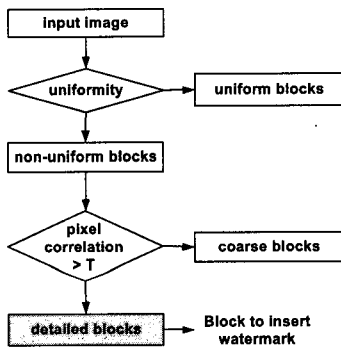 input image
uniformity
uniform blocks
non-uniform blocks
pixel
correlation
> T
coarse blocks
detailed blocks
Block to insert
watermark